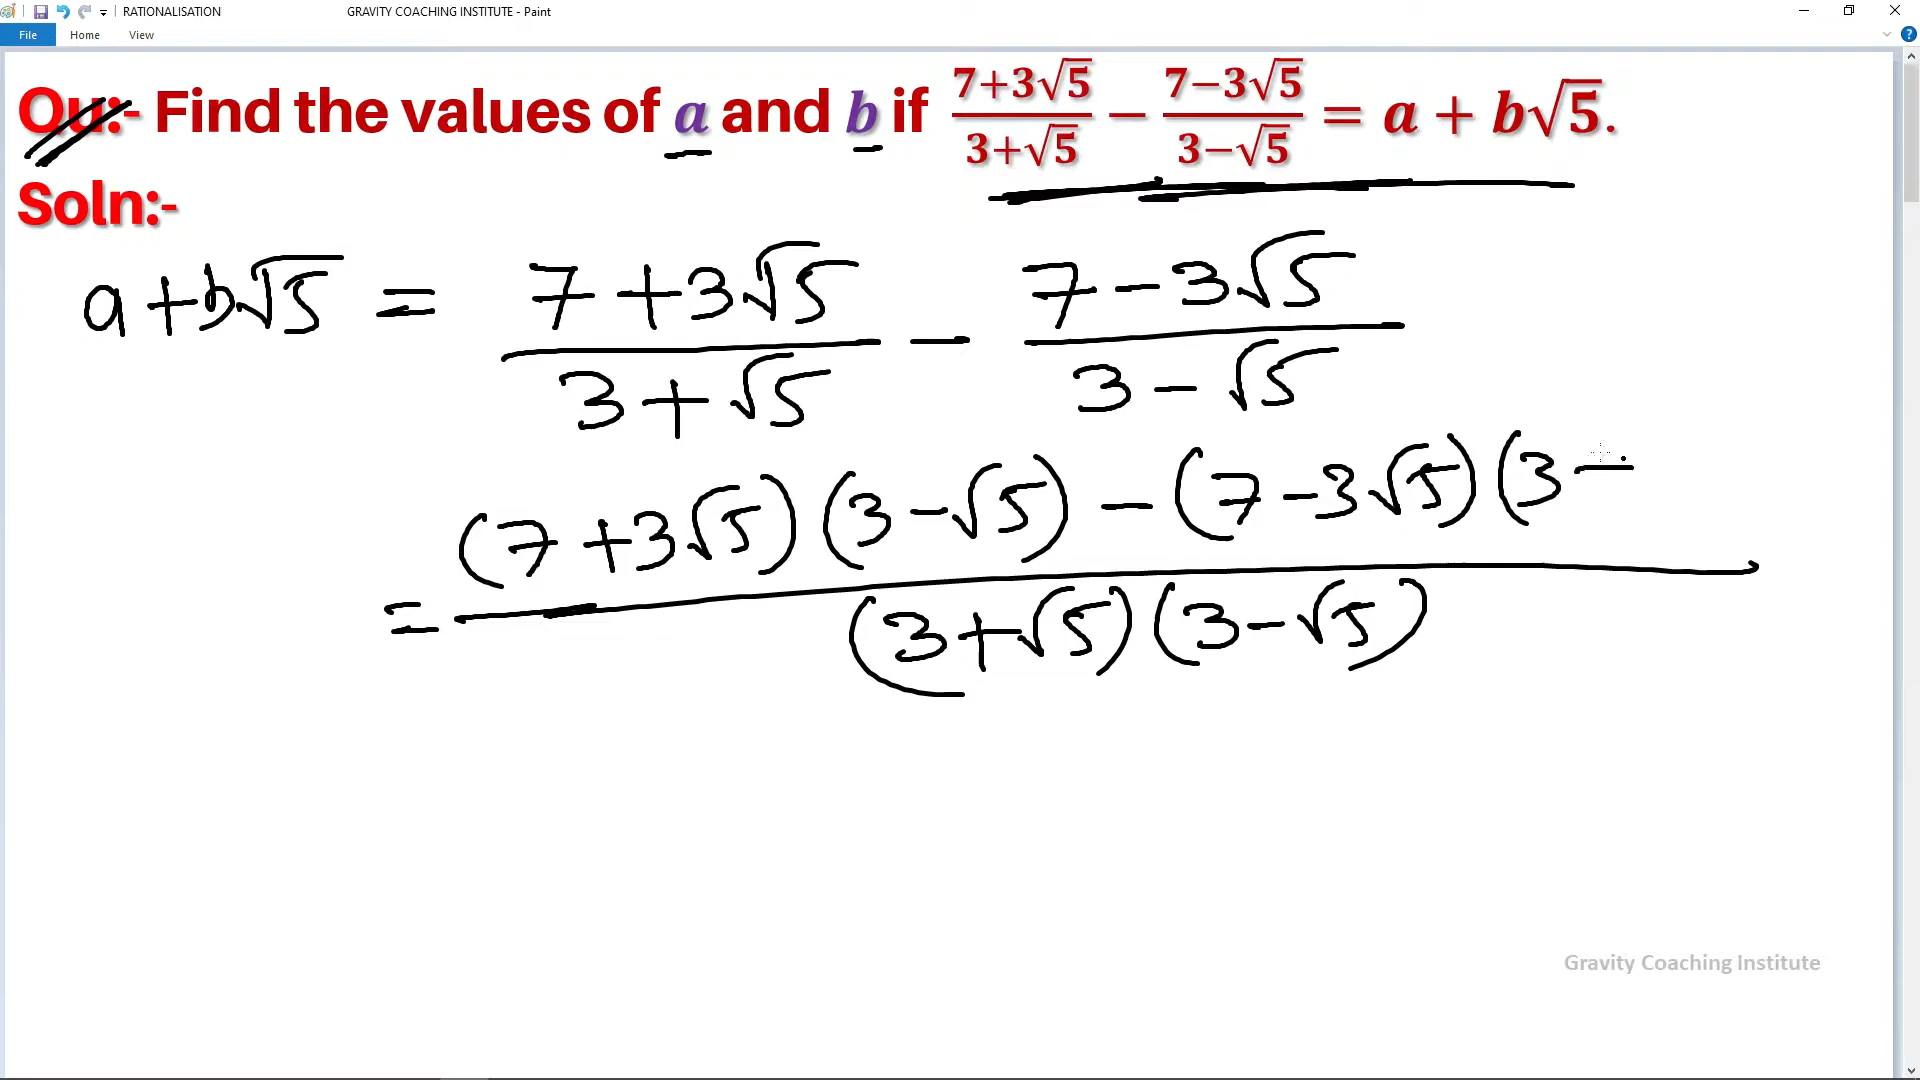 RATIONALISATION GRAVITY COACHING INSTITUTE - Paint
File Home View
Qu:- Find the values of a and b if (7+3√5)/(3+√5) − (7−3√5)/(3−√5) = a + b√5.
Soln:-
a+b√5 = (7+3√5)/(3+√5) − (7−3√5)/(3−√5)
= (7+3√5)(3-√5) - (7-3√5)(3 -
(3+√5)(3-√5)
Gravity Coaching Institute